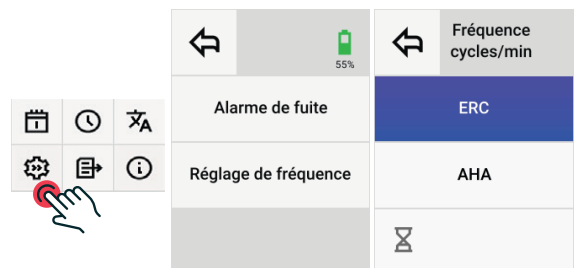 55%
Alarme de fuite
Réglage de fréquence
Fréquence
cycles/min
ERC
AHA